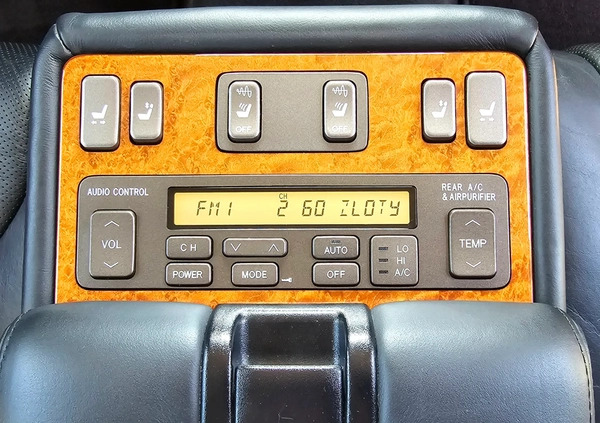 OFF
OFF
AUDIO CONTROL
REAR A/C
& AIRPURIFIER
CH
FM1 2 60 ZLOTY
VOL
TEMP
CH
AUTO
LO
HI
A/C
POWER
MODE
OFF